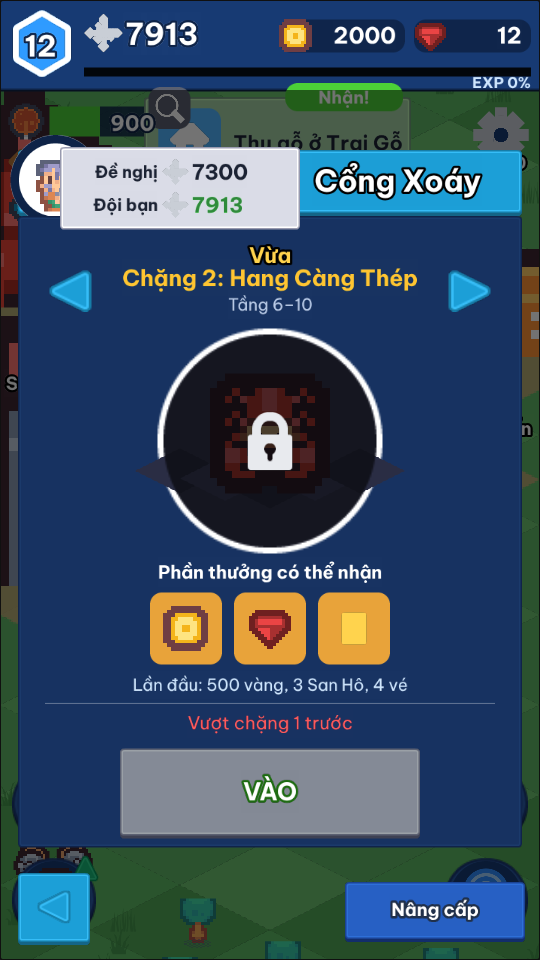 12
7913
2000
12
EXP 0%
Nhận!
900
Thu gỗ ở Trại Gỗ
Đề nghị 7300
Đội bạn 7913
Cổng Xoáy
Vừa
Chặng 2: Hang Càng Thép
Tầng 6–10
Phần thưởng có thể nhận
Lần đầu: 500 vàng, 3 San Hô, 4 vé
Vượt chặng 1 trước
VÀO
Nâng cấp